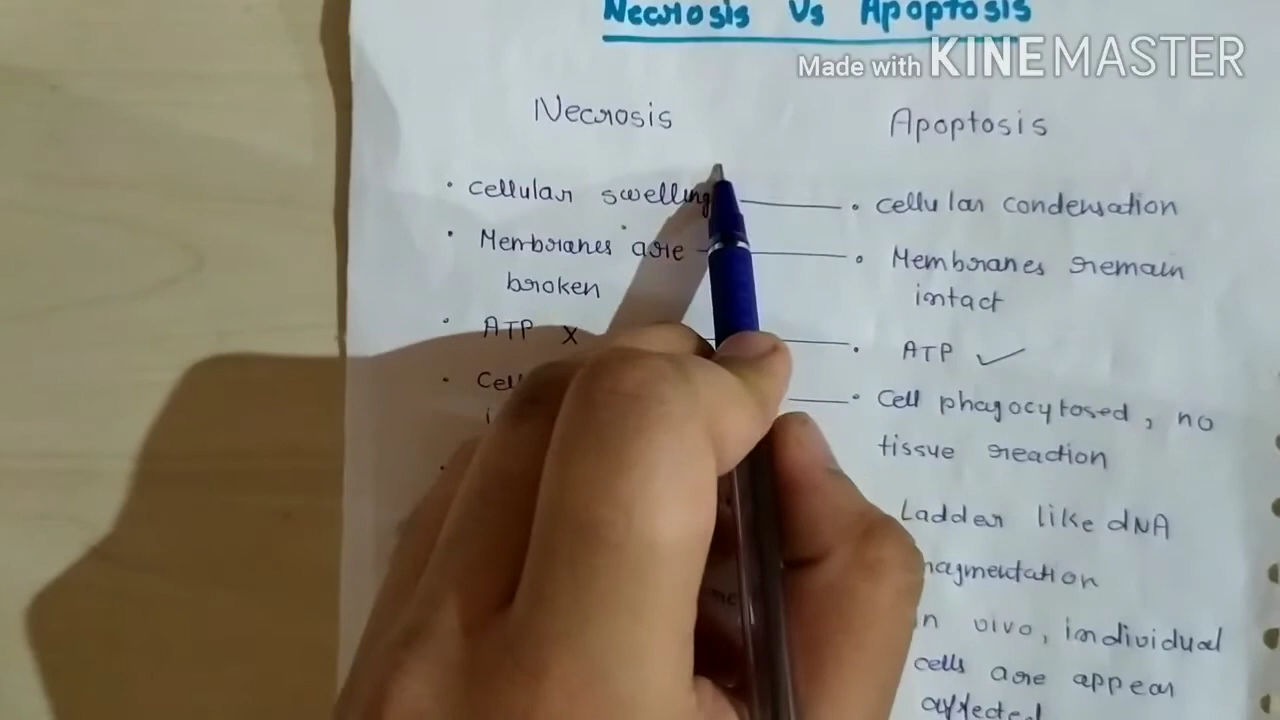 Necrosis Vs Apoptosis
Made with KINEMASTER
Necrosis
Apoptosis
• cellular swelling
• cellular condensation
• Membranes are
broken
• Membranes remain
intact
• ATP x
• ATP ✓
• Cell phagocytosed, no
tissue reaction
Ladder like dNA
vivo, individual
cells are appear
affected